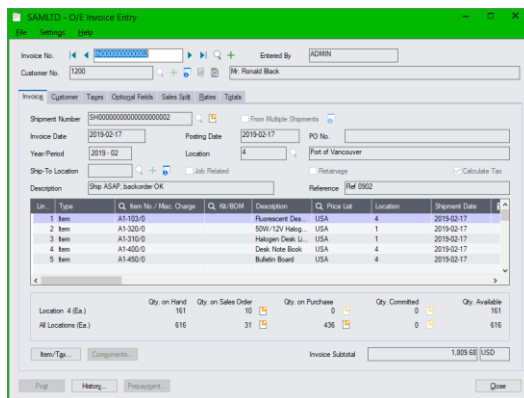 SAMLTD - O/E Invoice Entry
File Settings Help
Invoice No. IN0000000000002 Entered By ADMIN
Customer No. 1200 Mr. Ronald Black
Invoice Customer Taxes Optional Fields Sales Split Rates Totals
Shipment Number From Multiple Shipments
Invoice Date 2019-02-17 Posting Date 2019-02-17 PO No.
Year/Period 2019 - 02 Location 4 Port of Vancouver
Ship-To Location Job Related Retainage Calculate Tax
Description Ship ASAP, backorder OK Reference Ref 0902
Lin... Type Item No./ Misc. Charge Kit/BOM Description Price List Location Shipment Date
1 Item A1-103/0 Fluorescent Des... USA 4 2019-02-17
2 Item A1-320/0 50W/12V Halog... USA 1 2019-02-17
3 Item A1-310/0 Halogen Desk Li... USA 1 2019-02-17
4 Item A1-400/0 Desk Note Book USA 4 2019-02-17
5 Item A1-450/0 Bulletin Board USA 4 2019-02-17
Qty. on Hand Qty. on Sales Order Qty. on Purchase Qty. Committed Qty. Available
Location 4 (Ea.) 161 10 0 0 161
All Locations (Ea.) 616 31 436 0 616
Item/Tax... Components... Invoice Subtotal 1,809.68 USD
Post History... Prepayment... Close